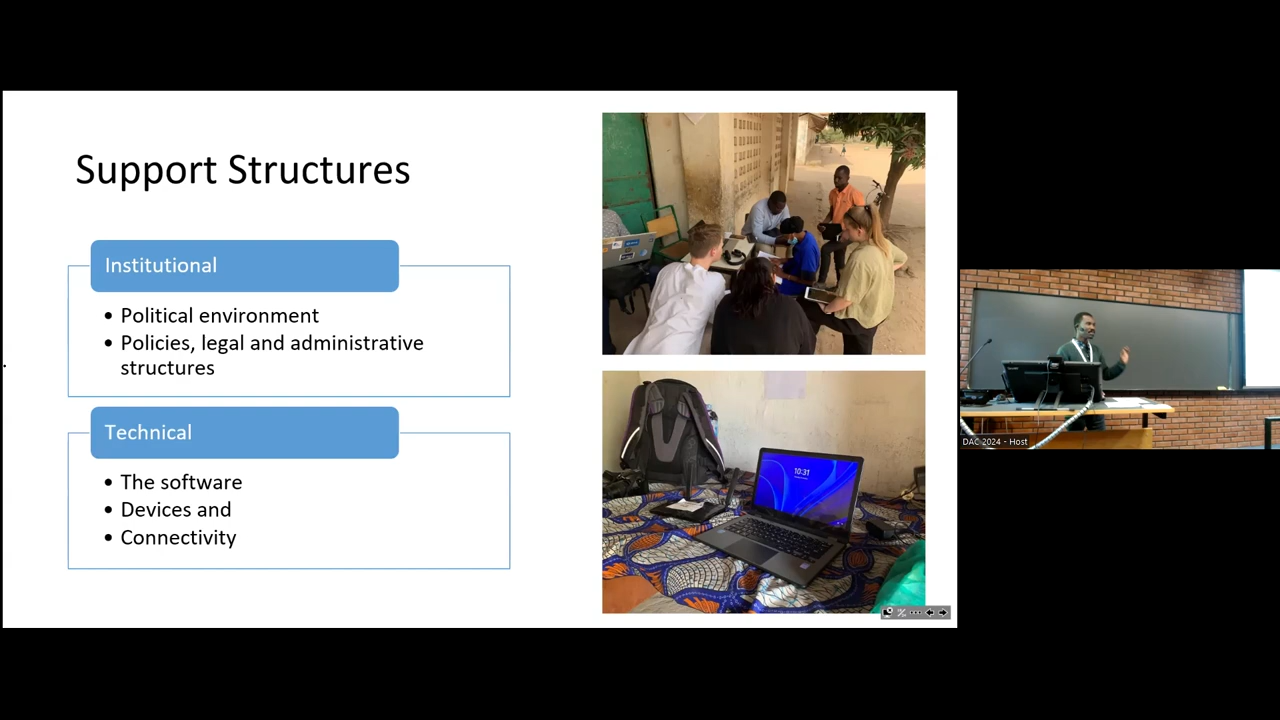 Support Structures
Institutional
• Political environment
• Policies, legal and administrative
structures
Technical
• The software
• Devices and
• Connectivity
10:31
DAC 2024 - Host